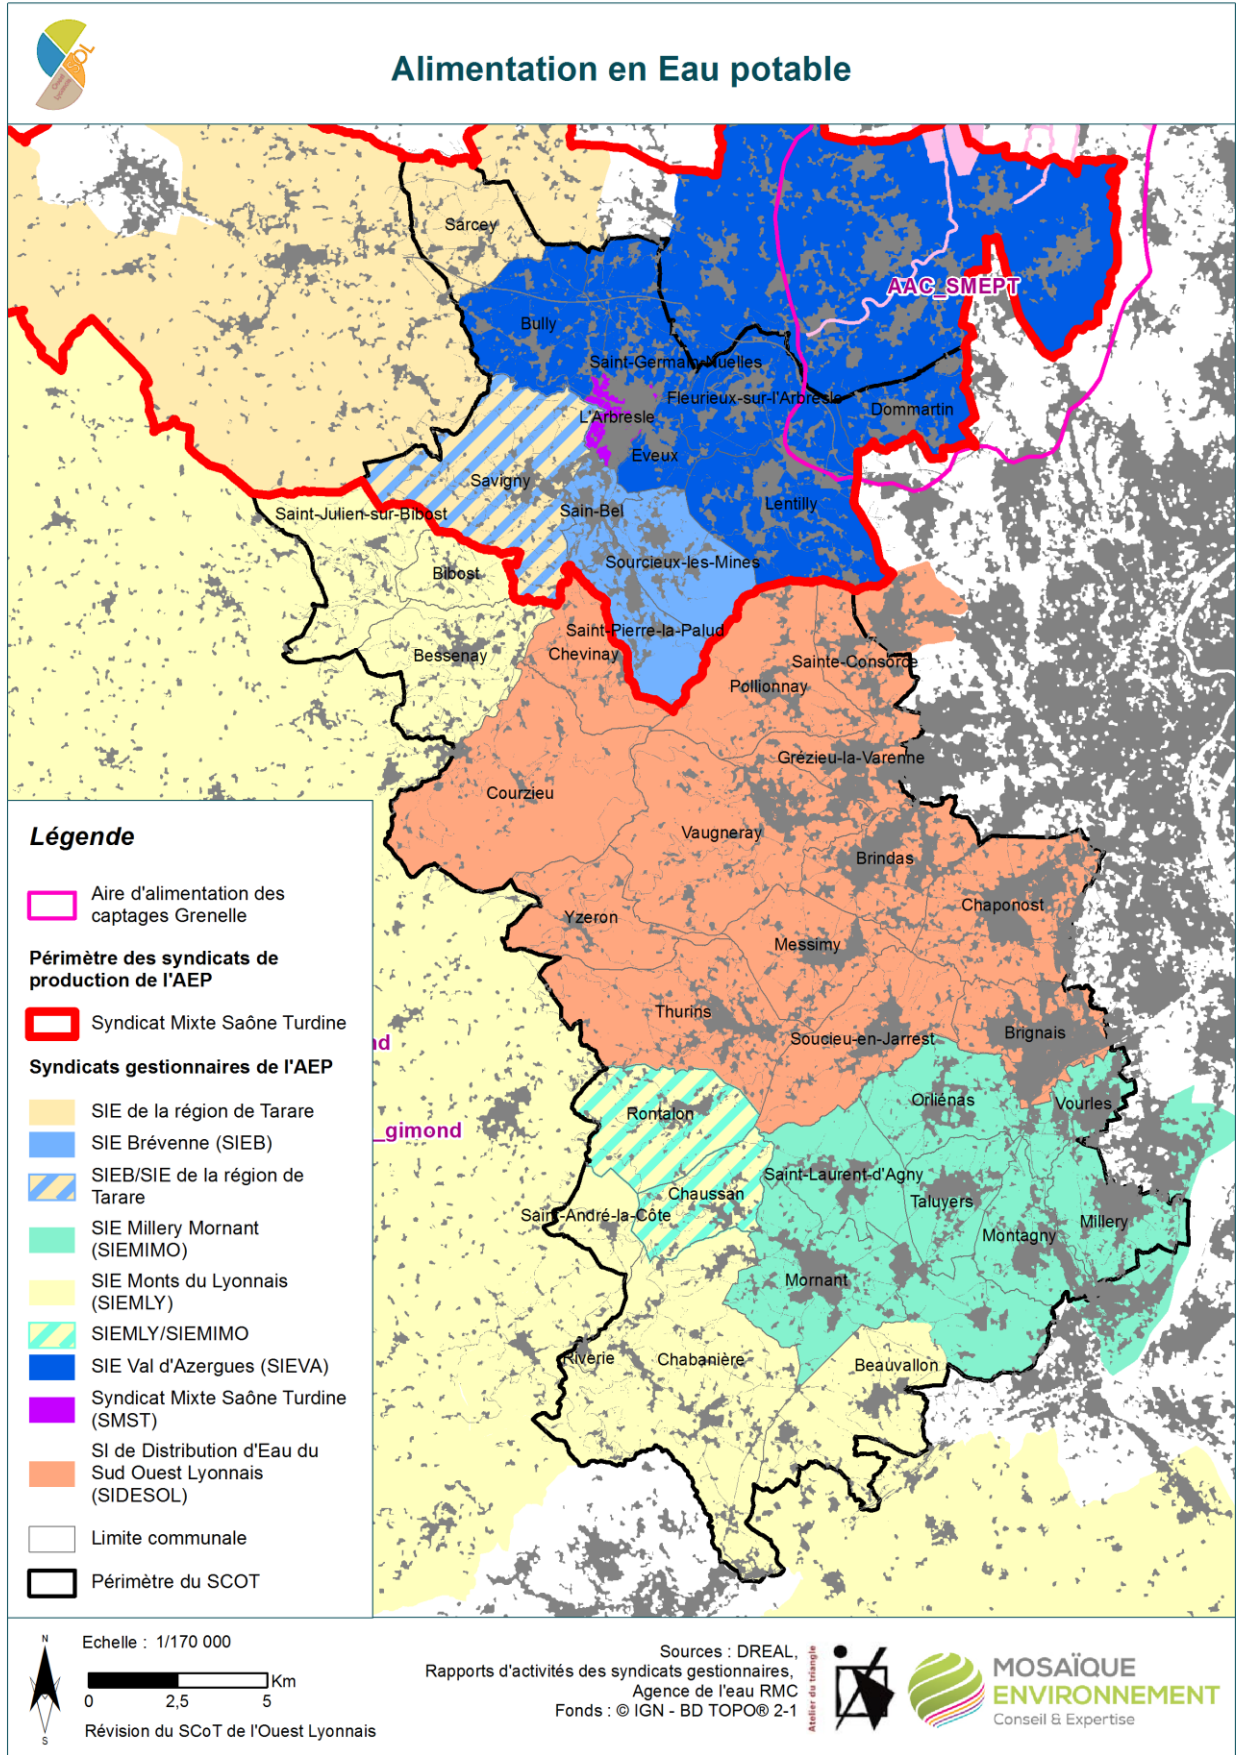 SOL
Ouest
Lyonnais
Alimentation en Eau potable
Sarcey
AAC_SMEPT
Bully
Saint-Germain-Nuelles
Fleurieux-sur-l'Arbresle
Dommartin
L'Arbresle
Eveux
Savigny
Lentilly
Saint-Julien-sur-Bibost
Sain-Bel
Sourcieux-les-Mines
Bibost
Saint-Pierre-la-Palud
Bessenay
Chevinay
Sainte-Consorce
Pollionnay
Grézieu-la-Varenne
Courzieu
Vaugneray
Brindas
Chaponost
Yzeron
Messimy
Thurins
Soucieu-en-Jarrest
Brignais
nd
Orliénas
Vourles
Rontalon
_gimond
Saint-Laurent-d'Agny
Chaussan
Taluyers
Saint-André-la-Côte
Montagny
Millery
Mornant
Riverie
Chabanière
Beauvallon
Légende
Aire d'alimentation des
captages Grenelle
Périmètre des syndicats de
production de l'AEP
Syndicat Mixte Saône Turdine
Syndicats gestionnaires de l'AEP
SIE de la région de Tarare
SIE Brévenne (SIEB)
SIEB/SIE de la région de
Tarare
SIE Millery Mornant
(SIEMIMO)
SIE Monts du Lyonnais
(SIEMLY)
SIEMLY/SIEMIMO
SIE Val d'Azergues (SIEVA)
Syndicat Mixte Saône Turdine
(SMST)
SI de Distribution d'Eau du
Sud Ouest Lyonnais
(SIDESOL)
Limite communale
Périmètre du SCOT
N
S
Echelle : 1/170 000
Km
0 2,5 5
Révision du SCoT de l'Ouest Lyonnais
Sources : DREAL,
Rapports d'activités des syndicats gestionnaires,
Agence de l'eau RMC
Fonds : © IGN - BD TOPO® 2-1
Atelier du triangle
MOSAÏQUE
ENVIRONNEMENT
Conseil & Expertise